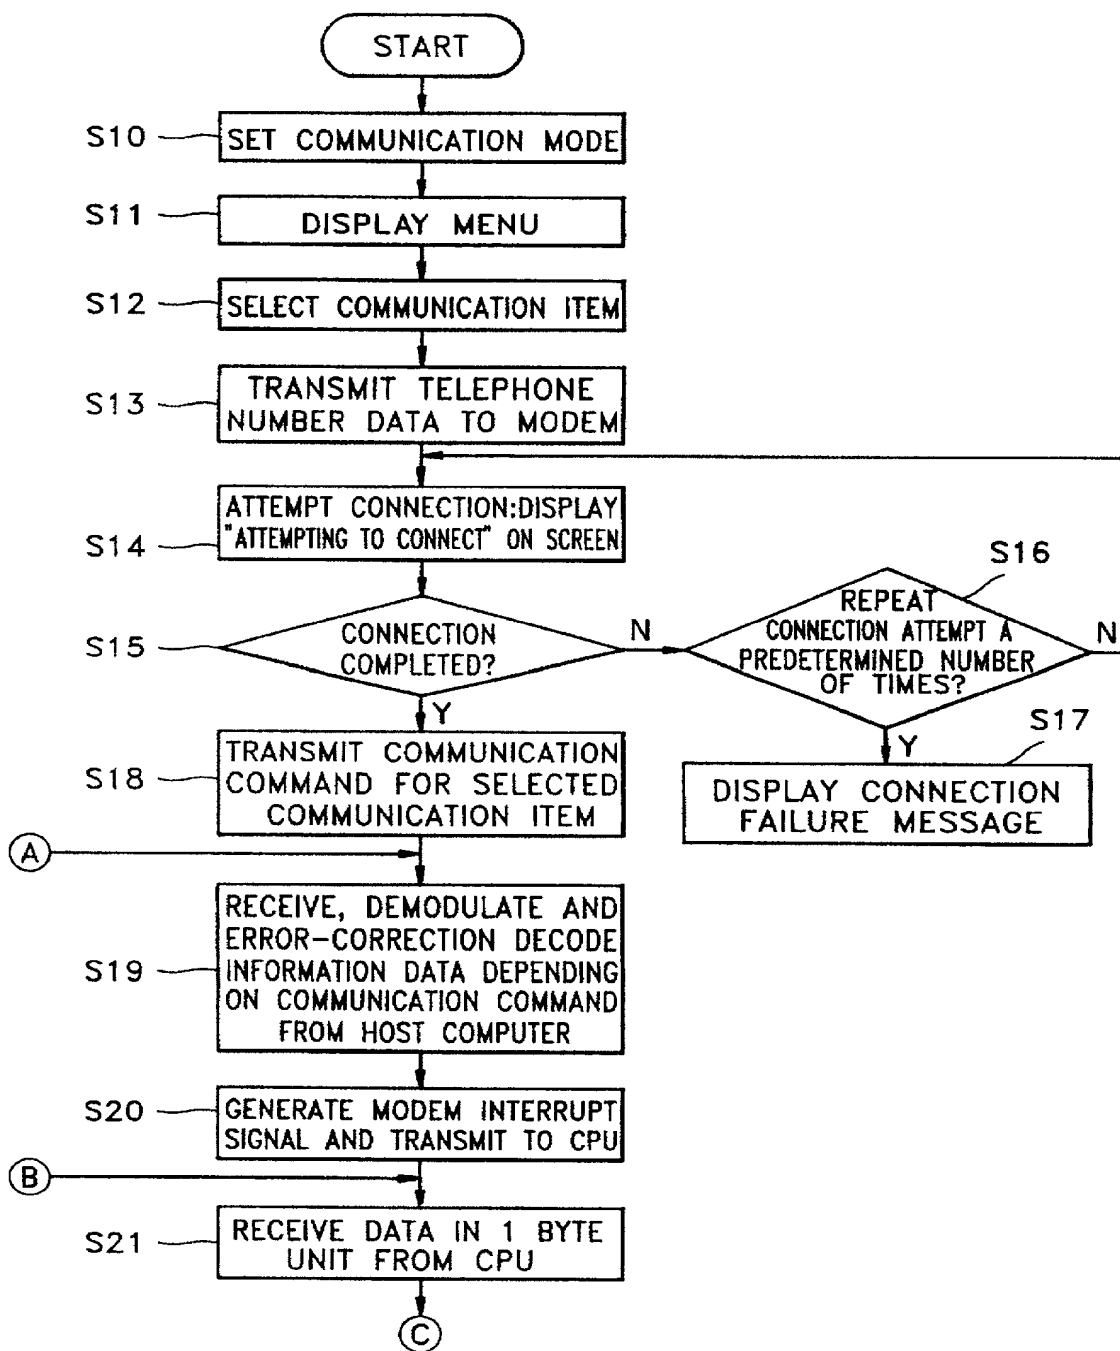 START
S10
SET COMMUNICATION MODE
S11
DISPLAY MENU
S12
SELECT COMMUNICATION ITEM
S13
TRANSMIT TELEPHONE
NUMBER DATA TO MODEM
S14
ATTEMPT CONNECTION:DISPLAY
"ATTEMPTING TO CONNECT" ON SCREEN
S15
CONNECTION
COMPLETED?
N
S16
REPEAT
CONNECTION ATTEMPT A
PREDETERMINED NUMBER
OF TIMES?
N
Y
S17
DISPLAY CONNECTION
FAILURE MESSAGE
Y
S18
TRANSMIT COMMUNICATION
COMMAND FOR SELECTED
COMMUNICATION ITEM
A
S19
RECEIVE, DEMODULATE AND
ERROR-CORRECTION DECODE
INFORMATION DATA DEPENDING
ON COMMUNICATION COMMAND
FROM HOST COMPUTER
S20
GENERATE MODEM INTERRUPT
SIGNAL AND TRANSMIT TO CPU
B
S21
RECEIVE DATA IN 1 BYTE
UNIT FROM CPU
C